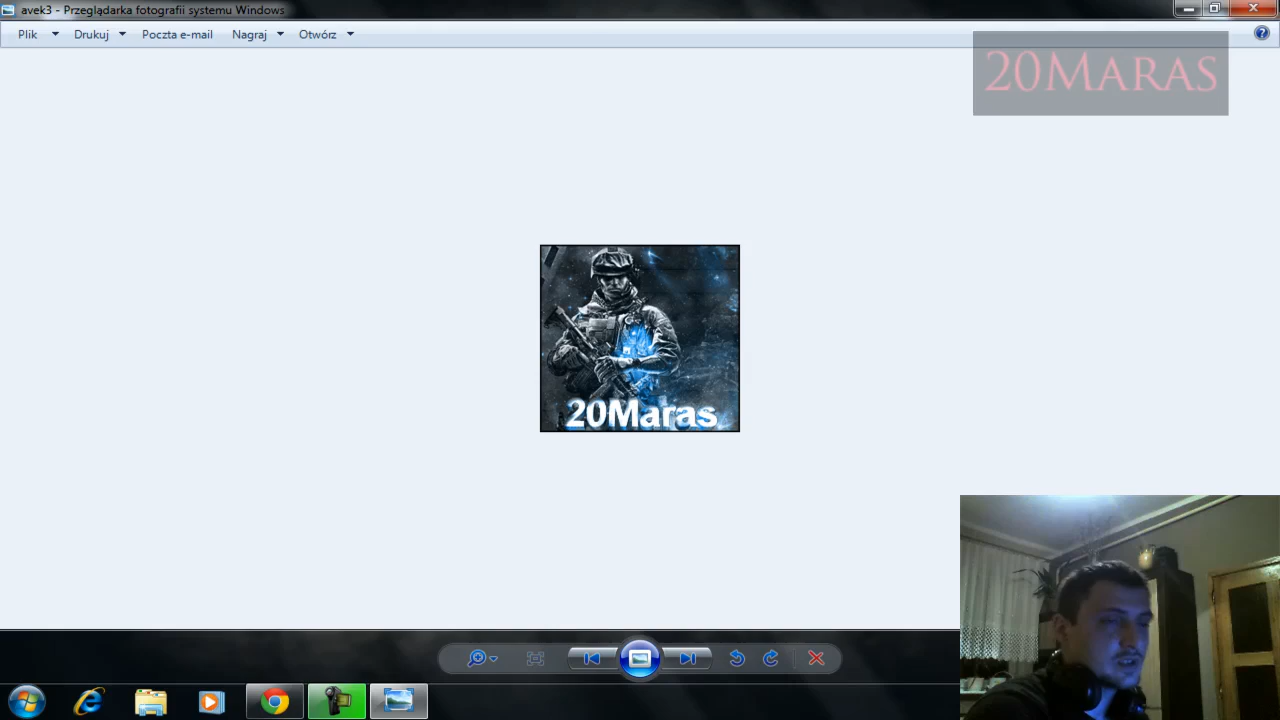 avek3 - Przeglądarka fotografii systemu Windows
Plik Drukuj Poczta e-mail Nagraj Otwórz
20MARAS
20Maras